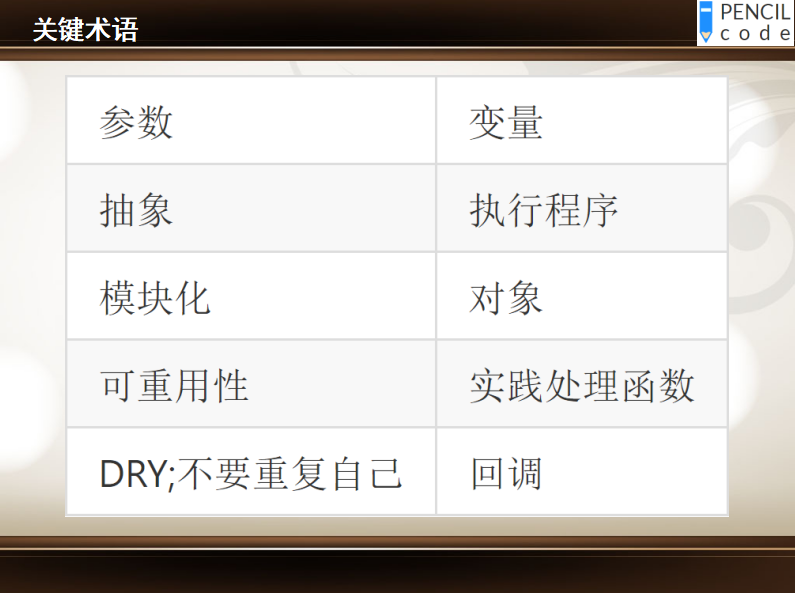 关键术语
PENCIL
code
参数 变量
抽象 执行程序
模块化 对象
可重用性 实践处理函数
DRY;不要重复自己 回调